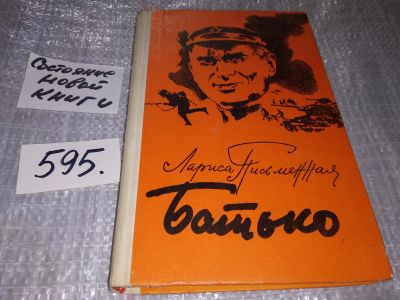 Состояние
новой
книги
595.
Лариса Письменная
Батько